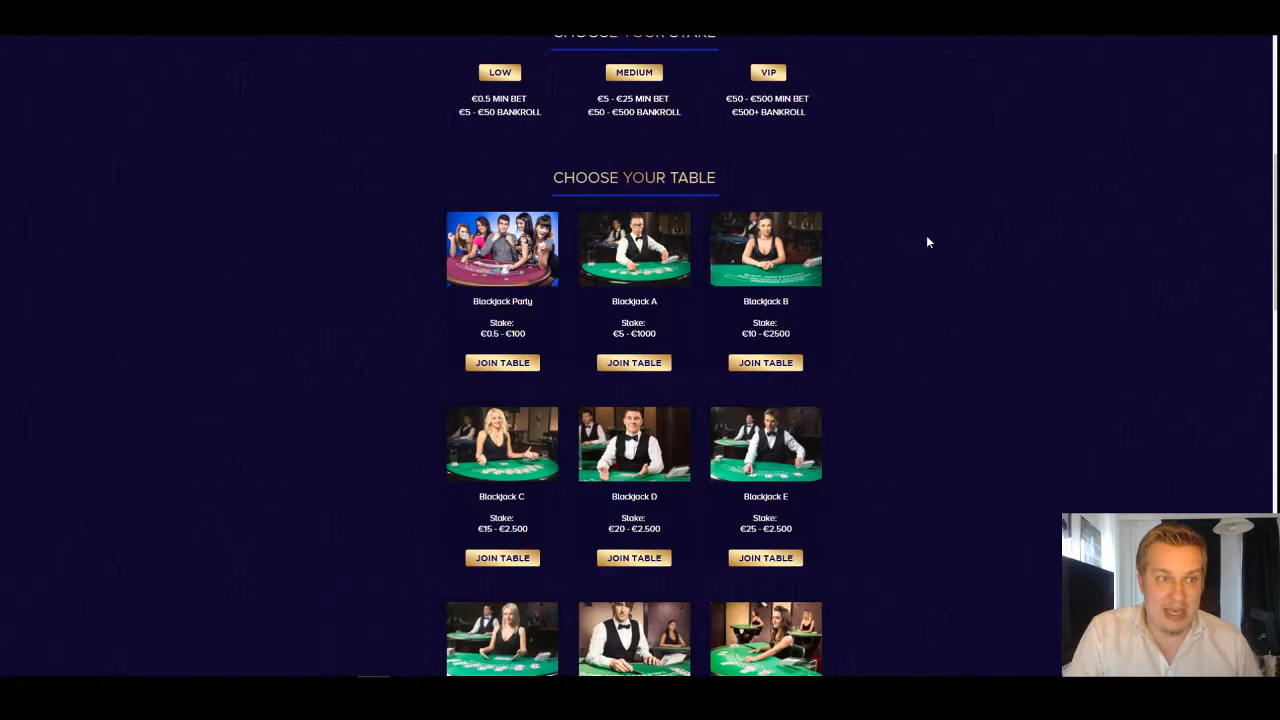 CHOOSE YOUR STAKE
LOW
MEDIUM
VIP
€0.5 MIN BET
€5 - €25 MIN BET
€50 - €500 MIN BET
€5 - €50 BANKROLL
€50 - €500 BANKROLL
€500+ BANKROLL
CHOOSE YOUR TABLE
Blackjack Party
Blackjack A
Blackjack B
Stake:
Stake:
Stake:
€0.5 - €100
€5 - €1000
€10 - €2500
JOIN TABLE
JOIN TABLE
JOIN TABLE
Blackjack C
Blackjack D
Blackjack E
Stake:
Stake:
Stake:
€15 - €2.500
€20 - €2.500
€25 - €2.500
JOIN TABLE
JOIN TABLE
JOIN TABLE